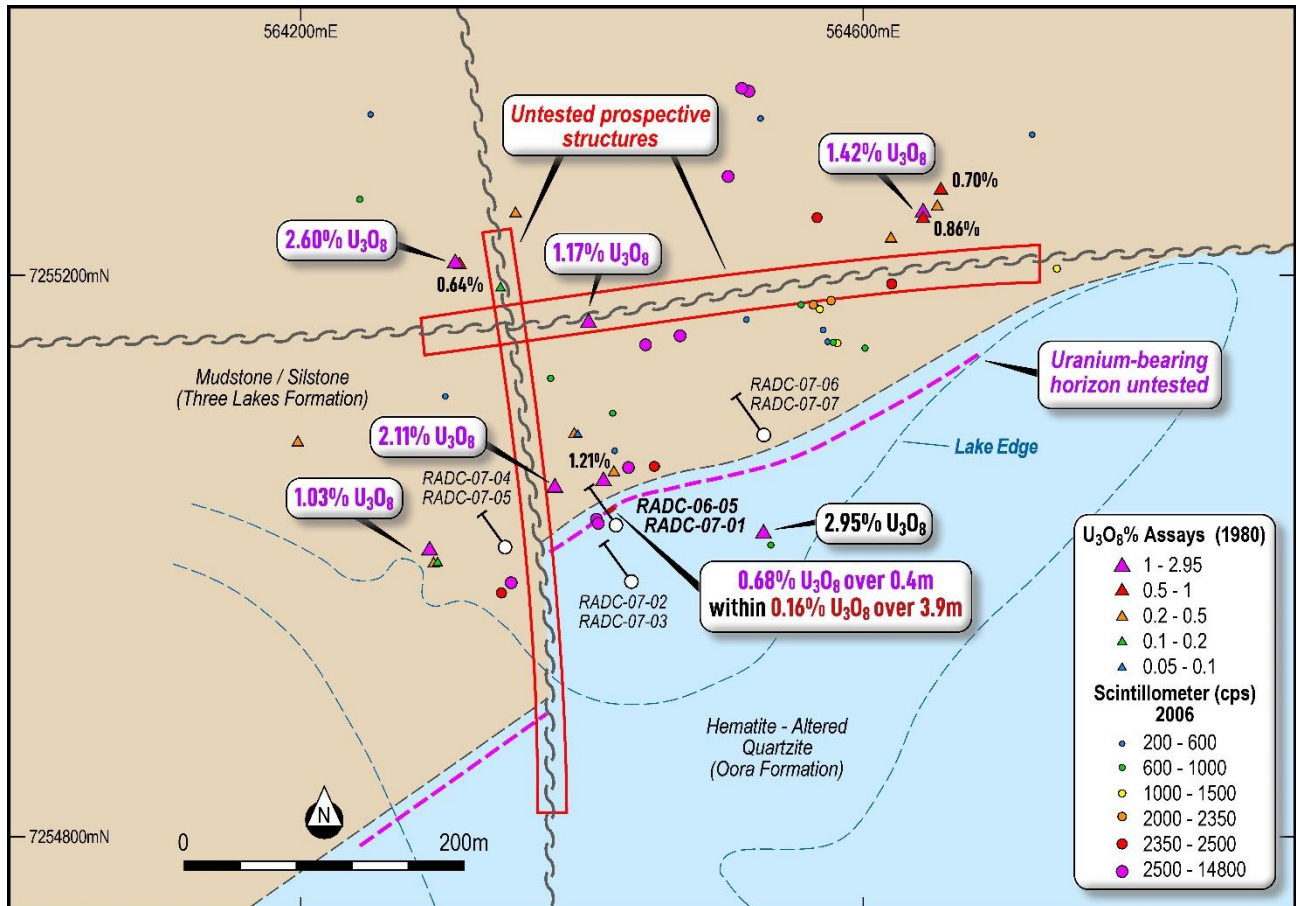 564200mE
564600mE
Untested prospective
structures
1.42% U₃O₈
0.70%
0.86%
2.60% U₃O₈
0.64%
1.17% U₃O₈
7255200mN
Mudstone / Silstone
(Three Lakes Formation)
RADC-07-06
RADC-07-07
Uranium-bearing
horizon untested
Lake Edge
2.11% U₃O₈
1.21%
RADC-07-04
RADC-07-05
1.03% U₃O₈
RADC-06-05
RADC-07-01
2.95% U₃O₈
0.68% U₃O₈ over 0.4m
within 0.16% U₃O₈ over 3.9m
RADC-07-02
RADC-07-03
Hematite - Altered
Quartzite
(Oora Formation)
7254800mN
N
0
200m
U₃O₈% Assays (1980)
1 - 2.95
0.5 - 1
0.2 - 0.5
0.1 - 0.2
0.05 - 0.1
Scintillometer (cps)
2006
200 - 600
600 - 1000
1000 - 1500
2000 - 2350
2350 - 2500
2500 - 14800